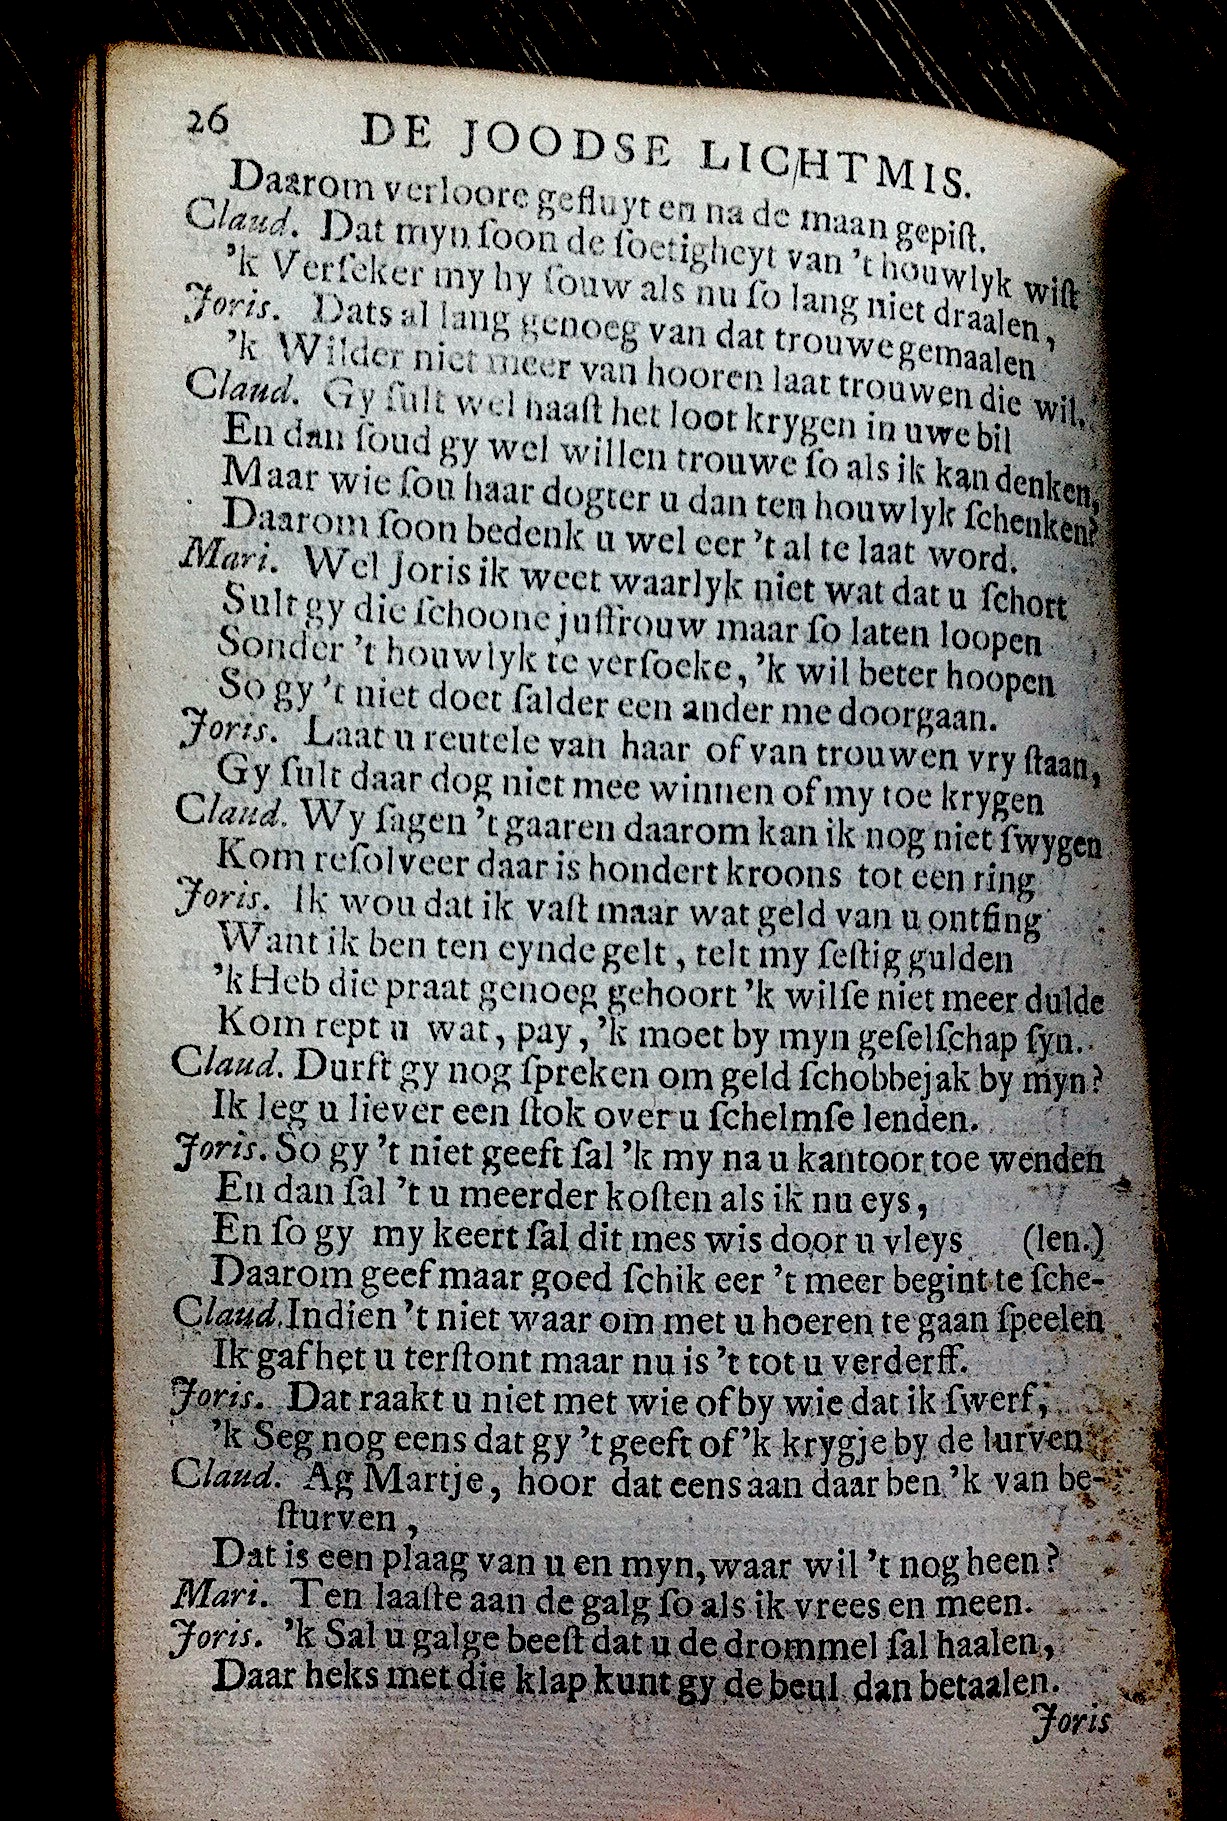 26 DE JOODSE LICHTMIS.
Daarom verloore gefluyt en na de maan gepiſt.
Claud. Dat myn ſoon de ſoetigheyt van 't houwlyk wiſt
'k Verſeker my hy ſouw als nu ſo lang niet draalen,
Joris. Dats al lang genoeg van dat trouwe gemaalen
'k Wilder niet meer van hooren laat trouwen die wil.
Claud. Gy ſult wel haaſt het loot krygen in uwe bil
En dan ſoud gy wel willen trouwe ſo als ik kan denken,
Maar wie ſou haar dogter u dan ten houwlyk ſchenken?
Daarom ſoon bedenk u wel eer 't al te laat word.
Mari. Wel Joris ik weet waarlyk niet wat dat u ſchort
Sult gy die ſchoone juffrouw maar ſo laten loopen
Sonder 't houwlyk te verſoeke, 'k wil beter hoopen
So gy 't niet doet ſalder een ander me doorgaan.
Joris. Laat u reutele van haar of van trouwen vry ſtaan,
Gy ſult daar dog niet mee winnen of my toe krygen
Claud. Wy ſagen 't gaaren daarom kan ik nog niet ſwygen
Kom reſolveer daar is hondert kroons tot een ring
Joris. Ik wou dat ik vaſt maar wat geld van u ontfing
Want ik ben ten eynde gelt, telt my ſeſtig gulden
'k Heb die praat genoeg gehoort 'k wilſe niet meer dulde
Kom rept u wat, pay, 'k moet by myn geſelſchap ſyn.
Claud. Durft gy nog ſpreken om geld ſchobbejak by myn?
Ik leg u liever een ſtok over u ſchelmſe lenden.
Joris. So gy 't niet geeft ſal 'k my na u kantoor toe wenden
En dan ſal 't u meerder koſten als ik nu eys,
En ſo gy my keert ſal dit mes wis door u vleys (len.)
Daarom geef maar goed ſchik eer 't meer begint te ſche-
Claud. Indien 't niet waar om met u hoeren te gaan ſpeelen
Ik gaf het u terſtont maar nu is 't tot u verderff.
Joris. Dat raakt u niet met wie of by wie dat ik ſwerf,
'k Seg nog eens dat gy 't geeft of 'k krygje by de lurven
Claud. Ag Martje, hoor dat eens aan daar ben 'k van be-
ſturven,
Dat is een plaag van u en myn, waar wil 't nog heen?
Mari. Ten laaſte aan de galg ſo als ik vrees en meen.
Joris. 'k Sal u galge beeſt dat u de drommel ſal haalen,
Daar heks met die klap kunt gy de beul dan betaalen.
Joris